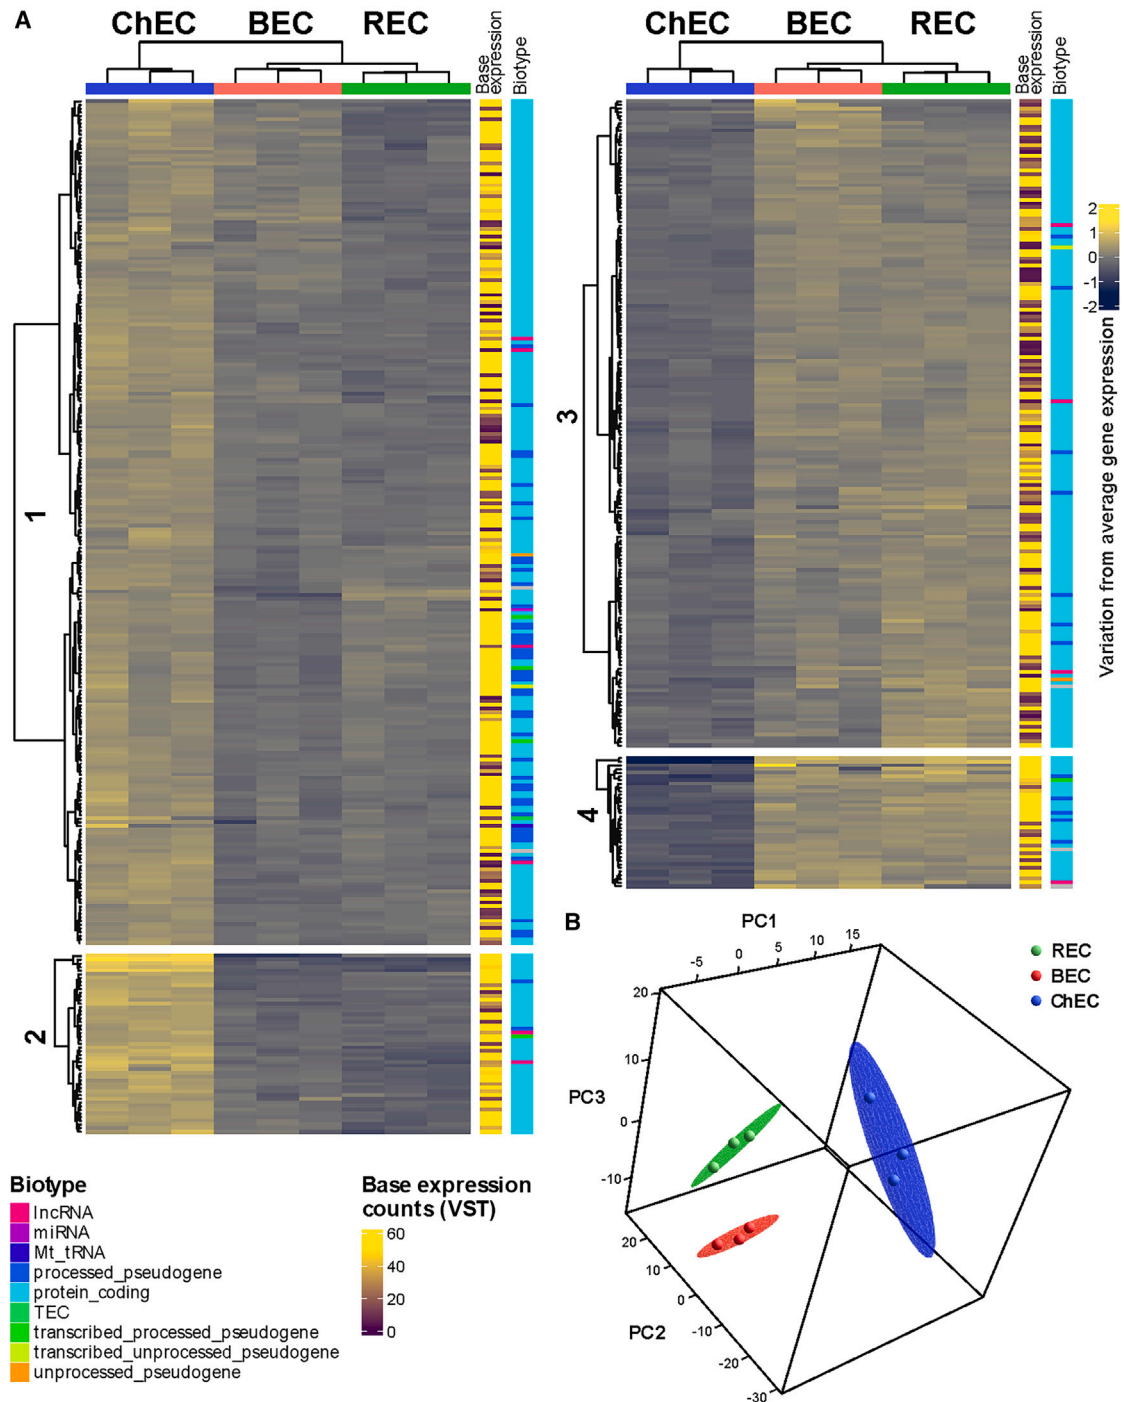 A
ChEC BEC REC
Base expression
Biotype
ChEC BEC REC
Base expression
Biotype
1
2
3
4
2
1
0
-1
-2
Variation from average gene expression
Biotype
lncRNA
miRNA
Mt_tRNA
processed_pseudogene
protein_coding
TEC
transcribed_processed_pseudogene
transcribed_unprocessed_pseudogene
unprocessed_pseudogene
Base expression
counts (VST)
60
40
20
0
B
PC1
-5 0 5 10 15
PC3
20
10
0
-10
PC2
20
10
0
-10
-20
-30
REC
BEC
ChEC